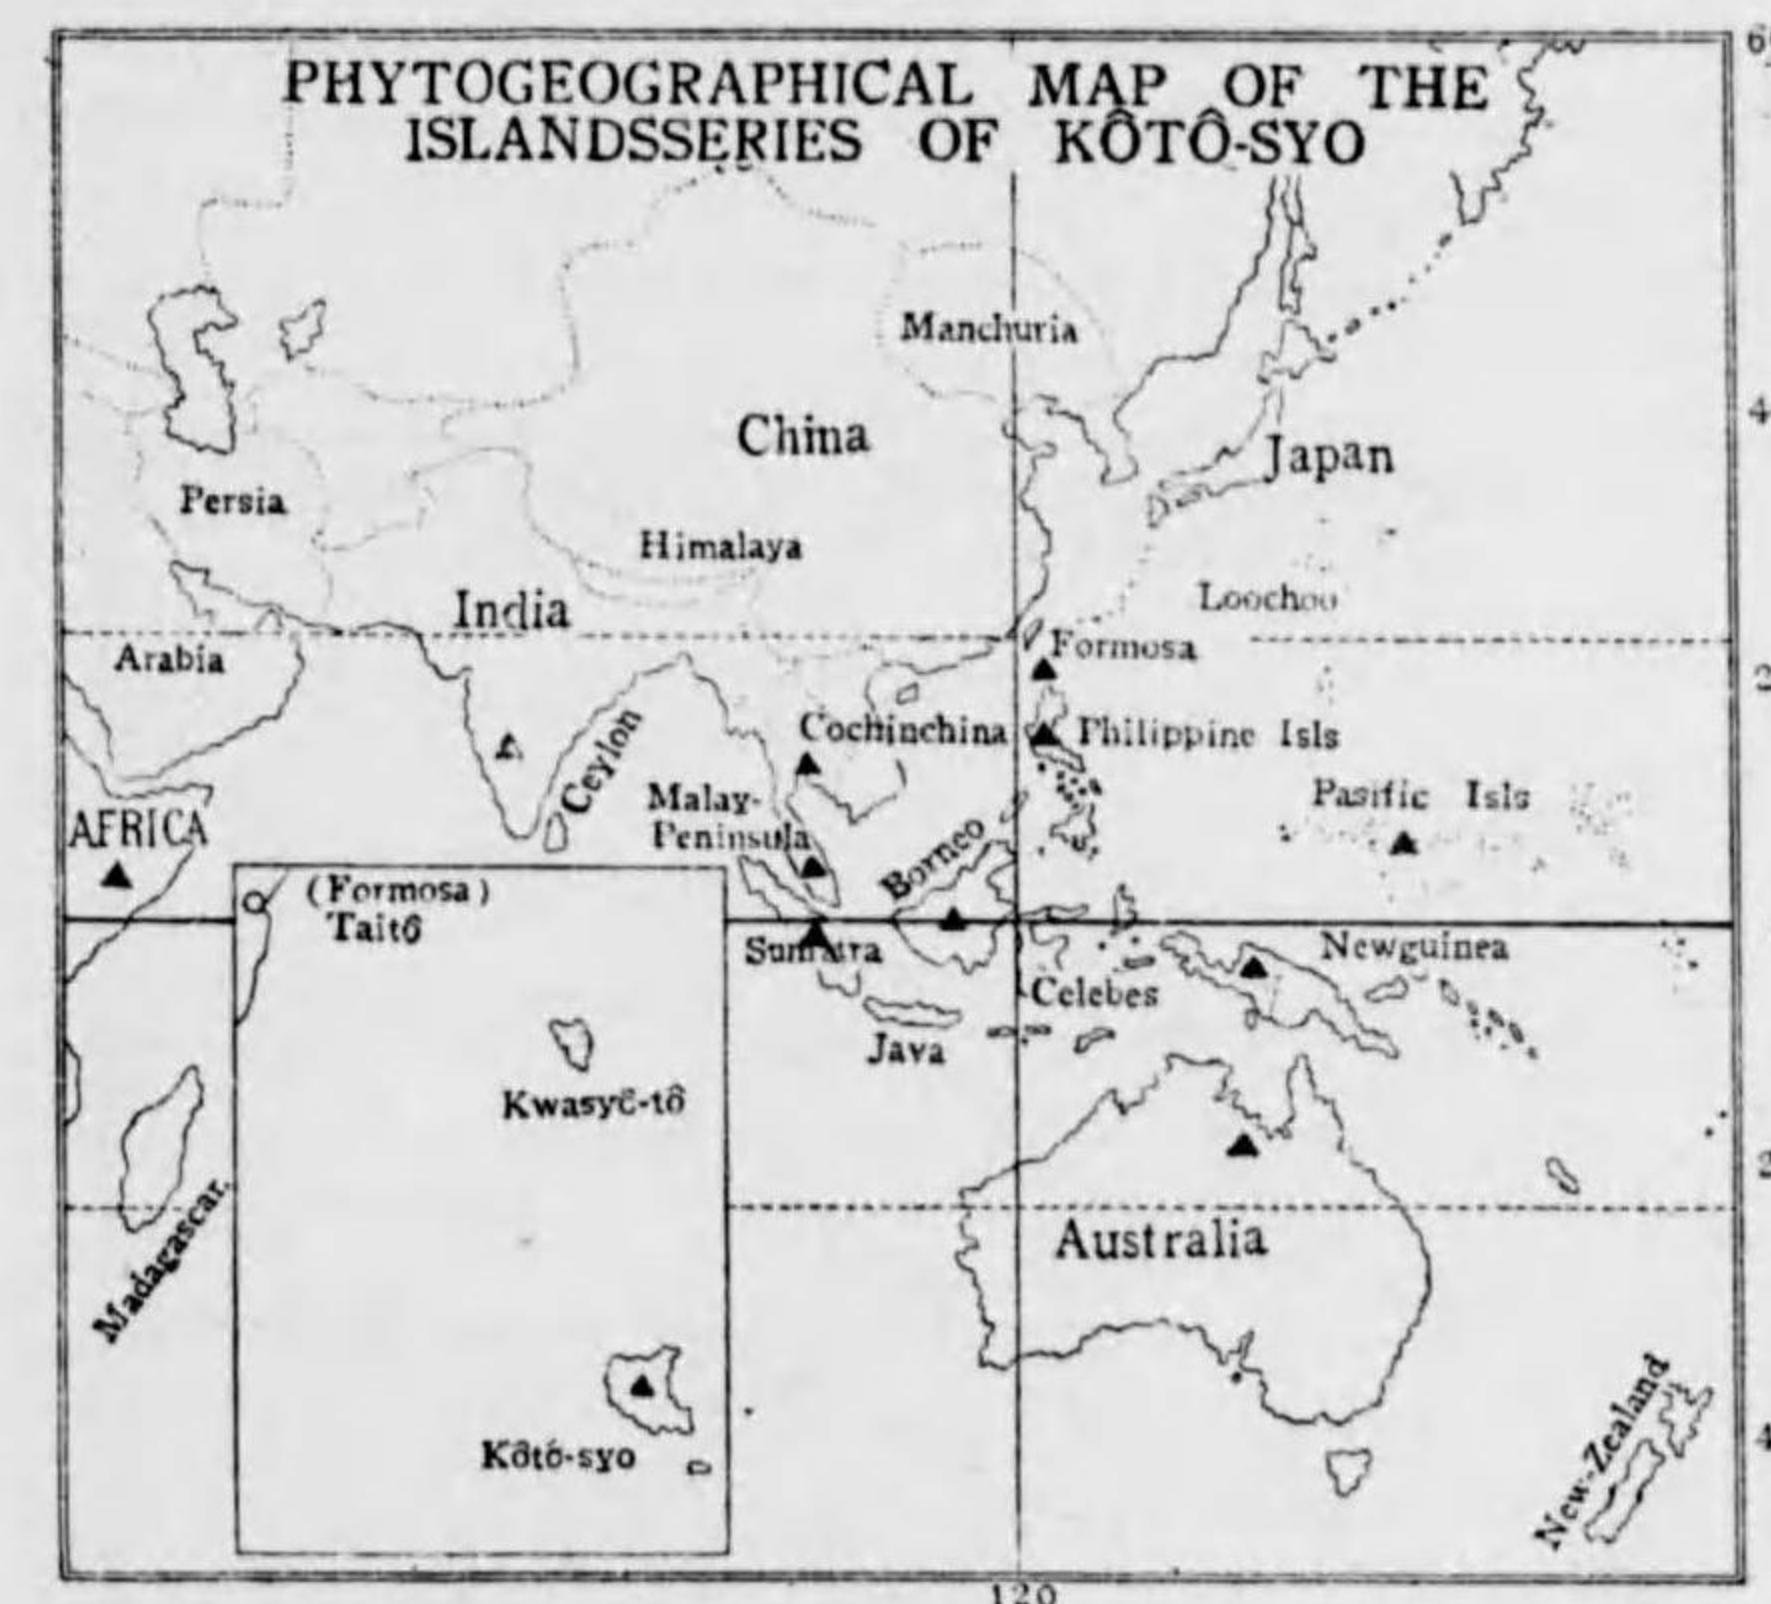 PHYTOGEOGRAPHICAL MAP OF THE
ISLANDSSERIES OF KÔTÔ-SYO
Manchuria
China
Japan
Persia
Himalaya
India
Loochoo
Arabia
Formosa
Ceylon
Cochinchina
Philippine Isls
Malay-
Peninsula
Pasific Isls
AFRICA
Borneo
(Formosa)
Taitô
Sumatra
Newguinea
Celebes
Java
Kwasyô-tô
Madagascar.
Australia
Kôtô-syo
New-Zealand
120